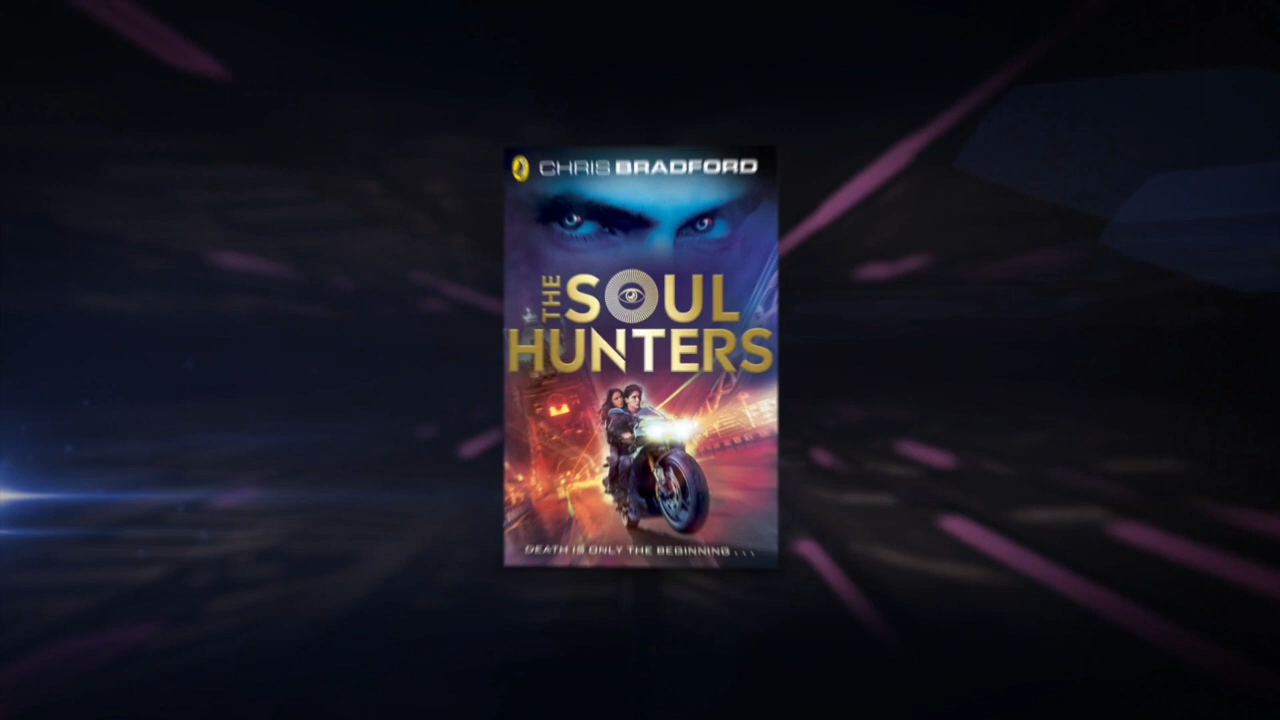 CHRIS BRADFORD
THE SOUL
HUNTERS
DEATH IS ONLY THE BEGINNING...